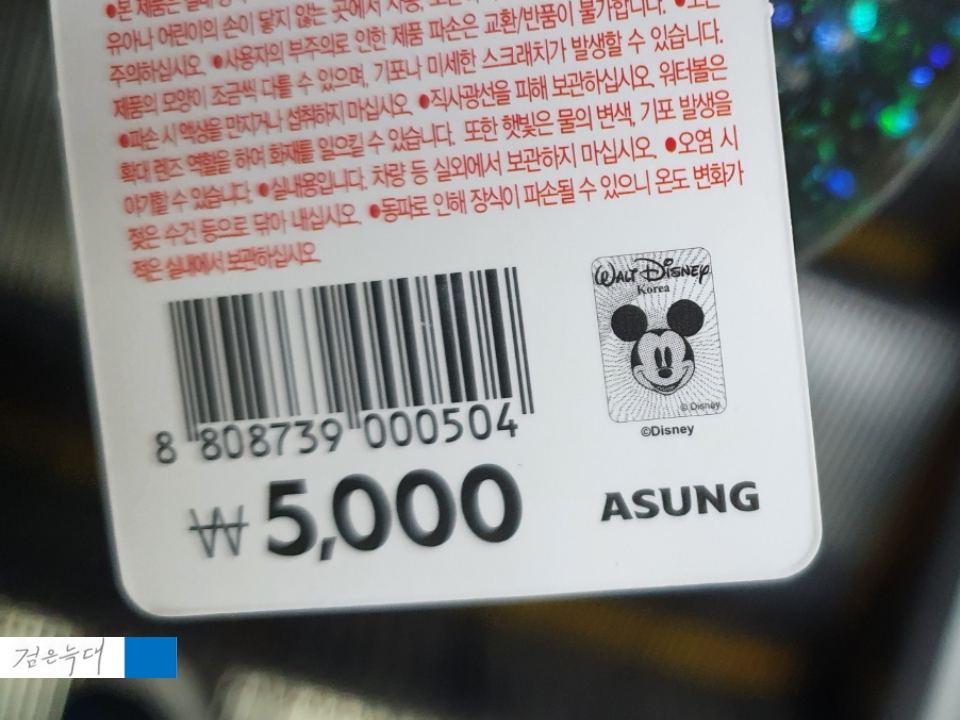 유아나 어린이의 손이 닿지 않는 곳에서 사용,
주의하십시오. ●사용자의 부주의로 인한 제품 파손은 교환/반품이 불가합니다.
제품의 모양이 조금씩 다를 수 있으며, 기포나 미세한 스크래치가 발생할 수 있습니다.
●파손 시 액상을 만지거나 섭취하지 마십시오. ●직사광선을 피해 보관하십시오. 워터볼은
확대 렌즈 역할을 하여 화재를 일으킬 수 있습니다. 또한 햇빛은 물의 변색, 기포 발생을
야기할 수 있습니다. ●실내용입니다. 차량 등 실외에서 보관하지 마십시오. ●오염 시
젖은 수건 등으로 닦아 내십시오. ●동파로 인해 장식이 파손될 수 있으니 온도 변화가
적은 실내에서 보관하십시오.
WALT DISNEY
Korea
© Disney
©Disney
8 808739 000504
₩5,000
ASUNG
검은늑대